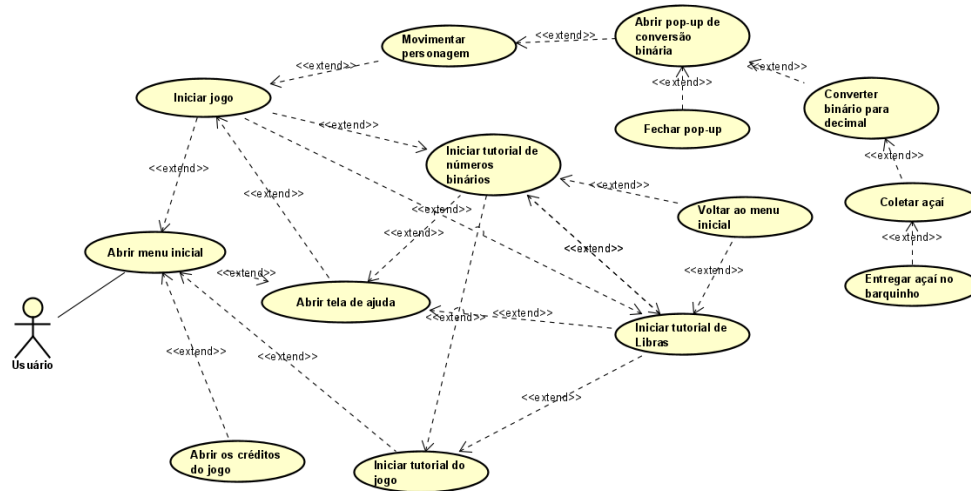 Abrir pop-up de
conversão
binária
Movimentar
personagem
<<extend>>
<<extend>>
<<extend>>
<<extend>>
Iniciar jogo
Converter
binário para
decimal
Fechar pop-up
<<extend>>
Iniciar tutorial de
números
binários
<<extend>>
<<extend>>
<<extend>>
<<extend>>
Coletar açaí
Voltar ao menu
inicial
<<extend>>
<<extend>>
<<extend>>
<<extend>>
Abrir menu inicial
<<extend>>
Entregar açaí no
barquinho
Abrir tela de ajuda
<<extend>>
<<extend>>
Iniciar tutorial de
Libras
<<extend>>
<<extend>>
Usuário
<<extend>>
Abrir os créditos
do jogo
Iniciar tutorial do
jogo